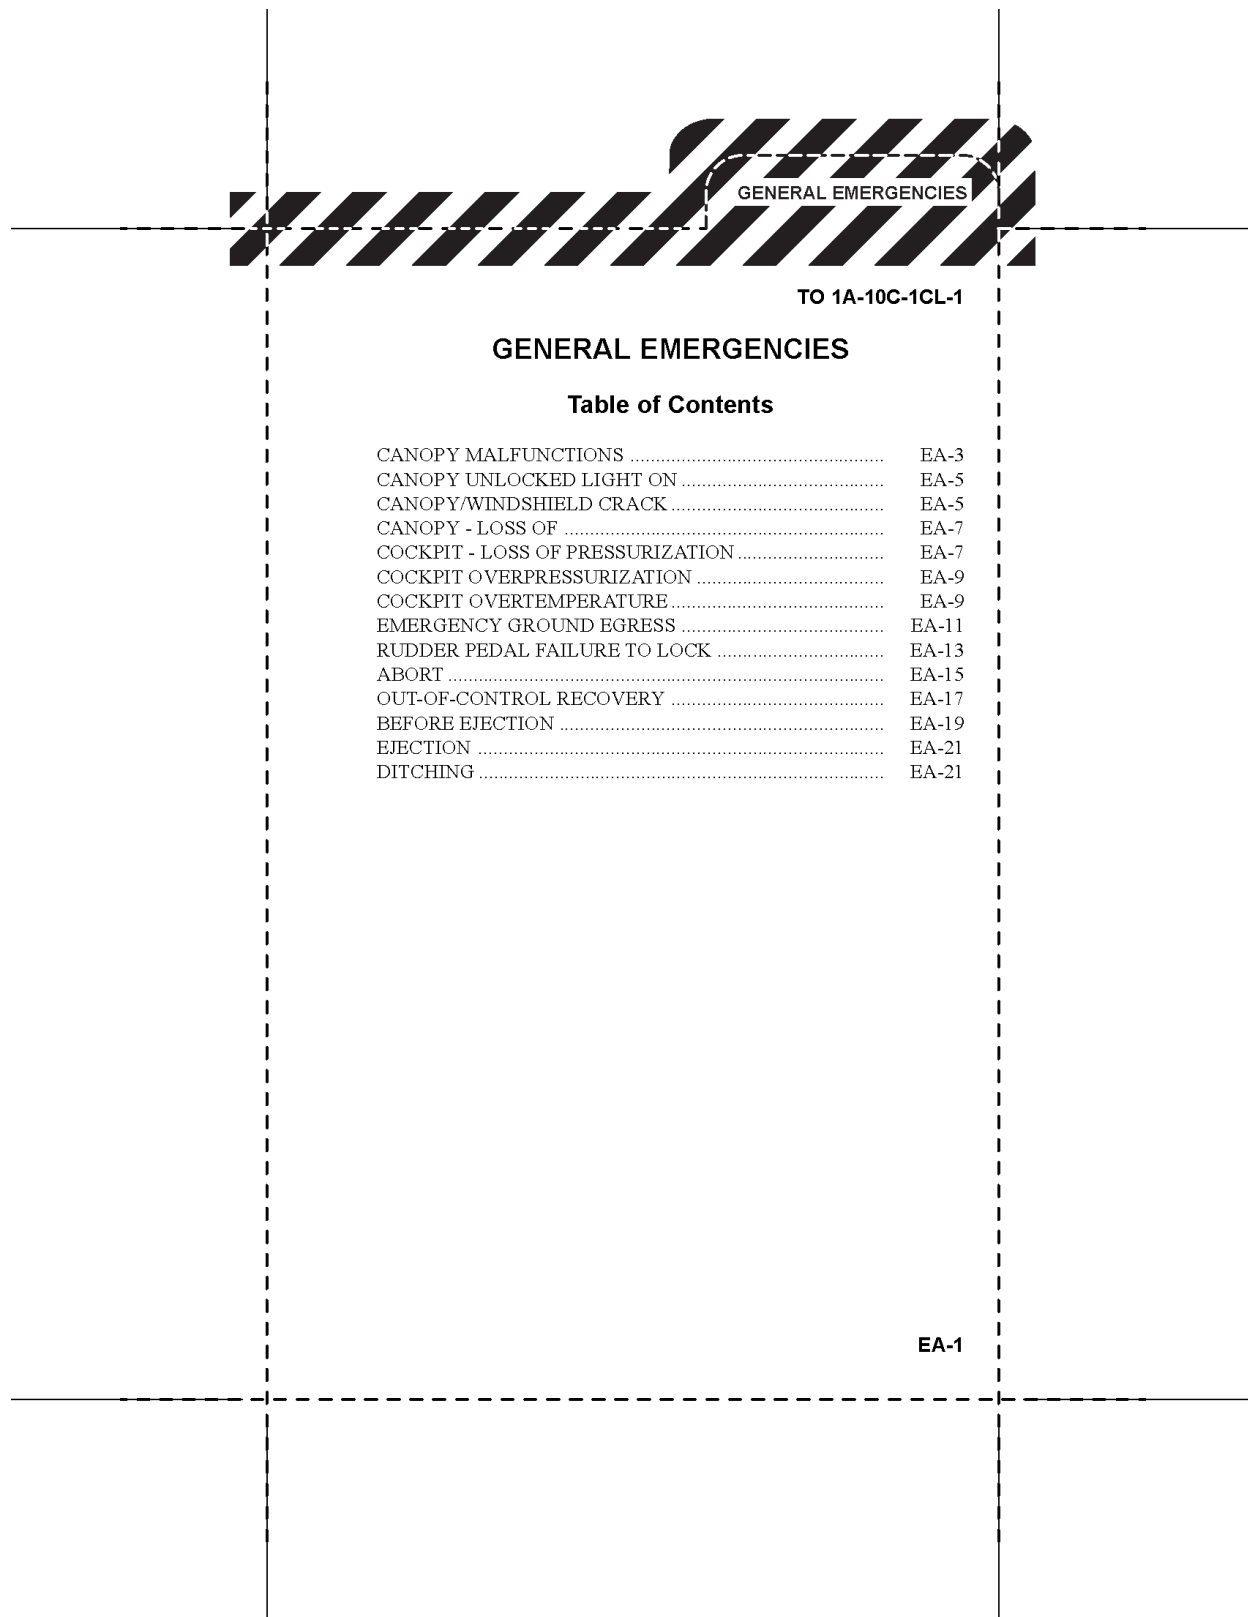 GENERAL EMERGENCIES
TO 1A-10C-1CL-1
GENERAL EMERGENCIES
Table of Contents
CANOPY MALFUNCTIONS .................................................. EA-3
CANOPY UNLOCKED LIGHT ON ........................................ EA-5
CANOPY/WINDSHIELD CRACK .......................................... EA-5
CANOPY - LOSS OF ............................................................... EA-7
COCKPIT - LOSS OF PRESSURIZATION ............................. EA-7
COCKPIT OVERPRESSURIZATION ..................................... EA-9
COCKPIT OVERTEMPERATURE .......................................... EA-9
EMERGENCY GROUND EGRESS ........................................ EA-11
RUDDER PEDAL FAILURE TO LOCK ................................. EA-13
ABORT ...................................................................................... EA-15
OUT-OF-CONTROL RECOVERY .......................................... EA-17
BEFORE EJECTION ................................................................ EA-19
EJECTION ................................................................................ EA-21
DITCHING ................................................................................ EA-21
EA-1